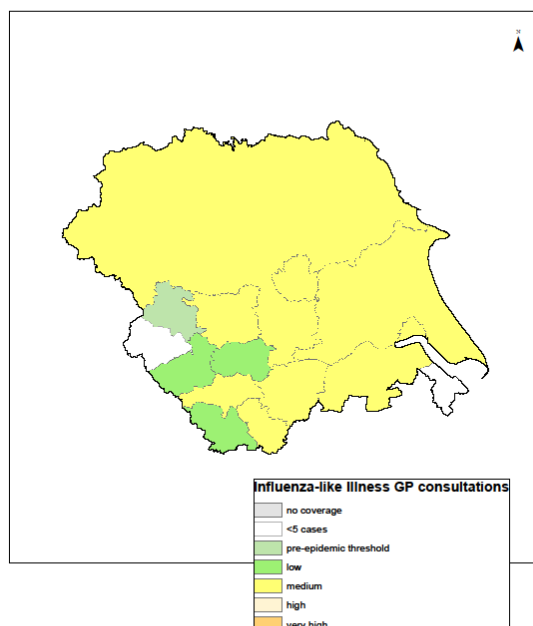 N
Influenza-like Illness GP consultations
no coverage
<5 cases
pre-epidemic threshold
low
medium
high
very high